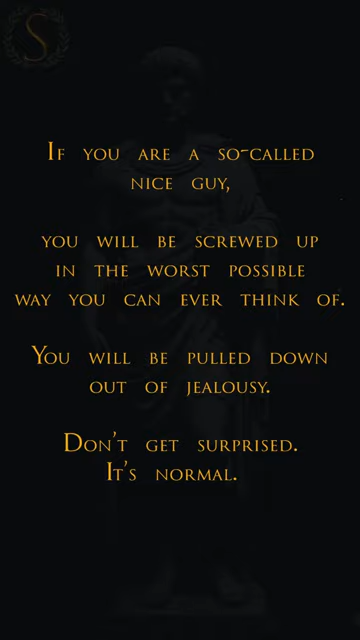 S
If you are a so-called
nice guy,
you will be screwed up
in the worst possible
way you can ever think of.
You will be pulled down
out of jealousy.
Don't get surprised.
It's normal.